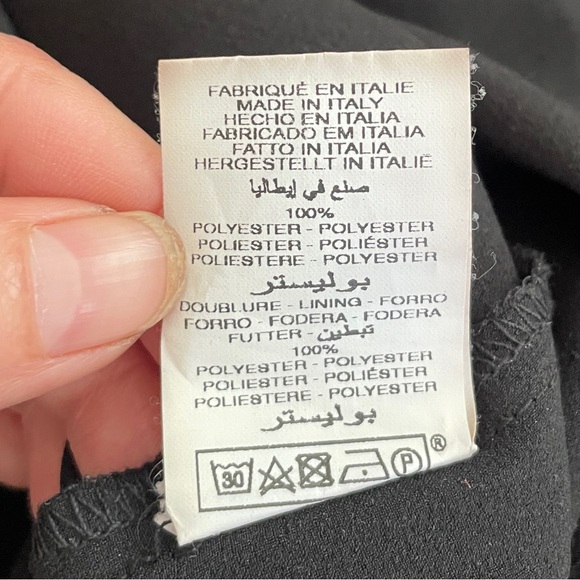 FABRIQUÉ EN ITALIE
MADE IN ITALY
HECHO EN ITALIA
FABRICADO EM ITALIA
FATTO IN ITALIA
HERGESTELLT IN ITALIË
صنع في إيطاليا
100%
POLYESTER - POLYESTER
POLIESTER - POLIÉSTER
POLIESTERE - POLYESTER
بوليستر
DOUBLURE - LINING - FORRO
FORRO - FODERA - FODERA
FUTTER - تبطين
100%
POLYESTER - POLYESTER
POLIESTER - POLIÉSTER
POLIESTERE - POLYESTER
بوليستر
30 P ®